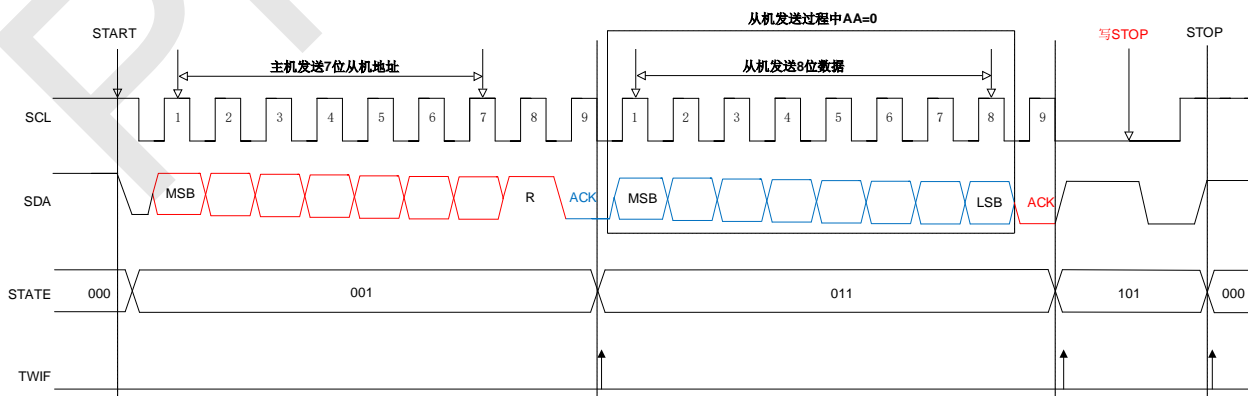 从机发送过程中AA=0
START
写STOP
STOP
主机发送7位从机地址
从机发送8位数据
SCL
1 2 3 4 5 6 7 8 9 1 2 3 4 5 6 7 8 9
SDA
MSB R ACK MSB LSB ACK
STATE 000 001 011 101 000
TWIF